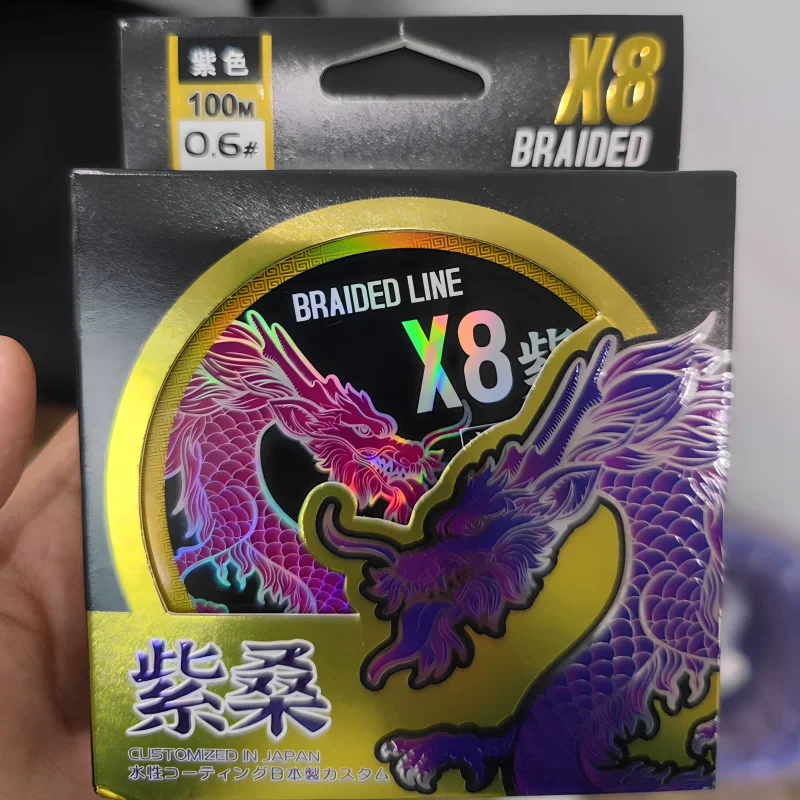 紫色
100M
0.6#
X8
BRAIDED
BRAIDED LINE
X8 紫
紫桑
CUSTOMIZED IN JAPAN
水性コーティング日本製カスタム